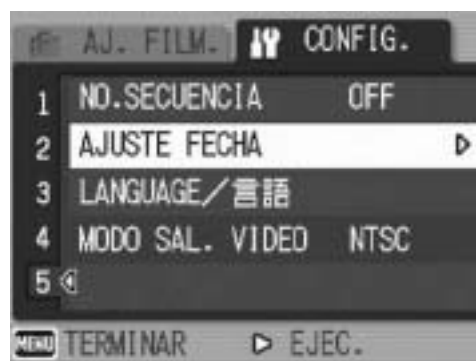 AJ. FILM. CONFIG.
1 NO.SECUENCIA OFF
2 AJUSTE FECHA
3 LANGUAGE/言語
4 MODO SAL. VIDEO NTSC
5
MENU TERMINAR EJEC.